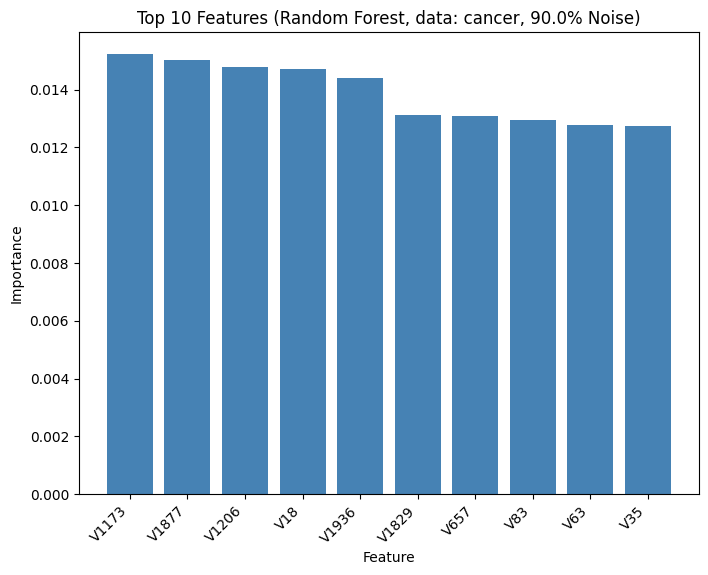 Top 10 Features (Random Forest, data: cancer, 90.0% Noise)
Importance
0.014
0.012
0.010
0.008
0.006
0.004
0.002
0.000
V1173
V1877
V1206
V18
V1936
V1829
V657
V83
V63
V35
Feature